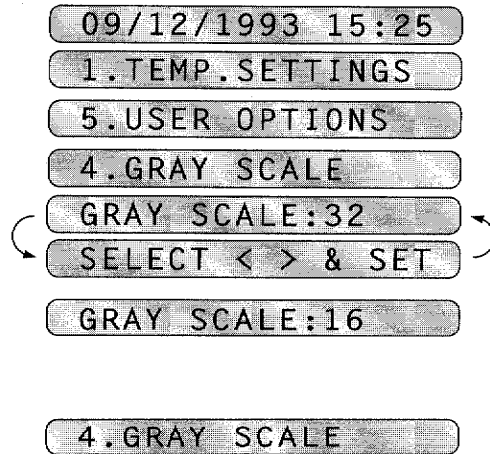 09/12/1993 15:25
1.TEMP.SETTINGS
5.USER OPTIONS
4.GRAY SCALE
GRAY SCALE:32
SELECT < > & SET
GRAY SCALE:16
4.GRAY SCALE